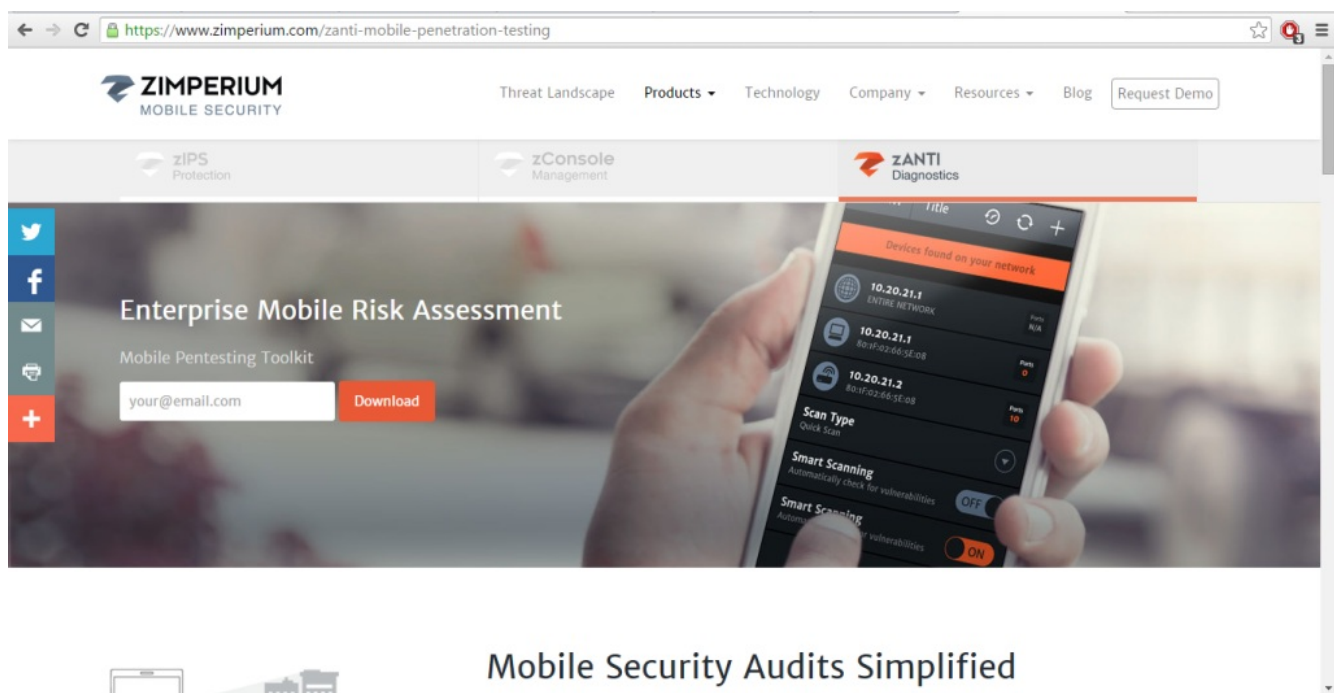 https://www.zimperium.com/zanti-mobile-penetration-testing
3
ZIMPERIUM
MOBILE SECURITY
Threat Landscape Products Technology Company Resources Blog Request Demo
zIPS
Protection
zConsole
Management
zANTI
Diagnostics
Enterprise Mobile Risk Assessment
Mobile Pentesting Toolkit
your@email.com Download
Title
Devices found on your network
10.20.21.1
ENTIRE NETWORK
Ports
N/A
10.20.21.1
80:1F:02:66:5E:08
Ports
0
10.20.21.2
80:1F:02:66:5E:08
Ports
10
Scan Type
Quick Scan
Smart Scanning
Automatically check for vulnerabilities
OFF
Smart Scanning
vulnerabilities
ON
Mobile Security Audits Simplified